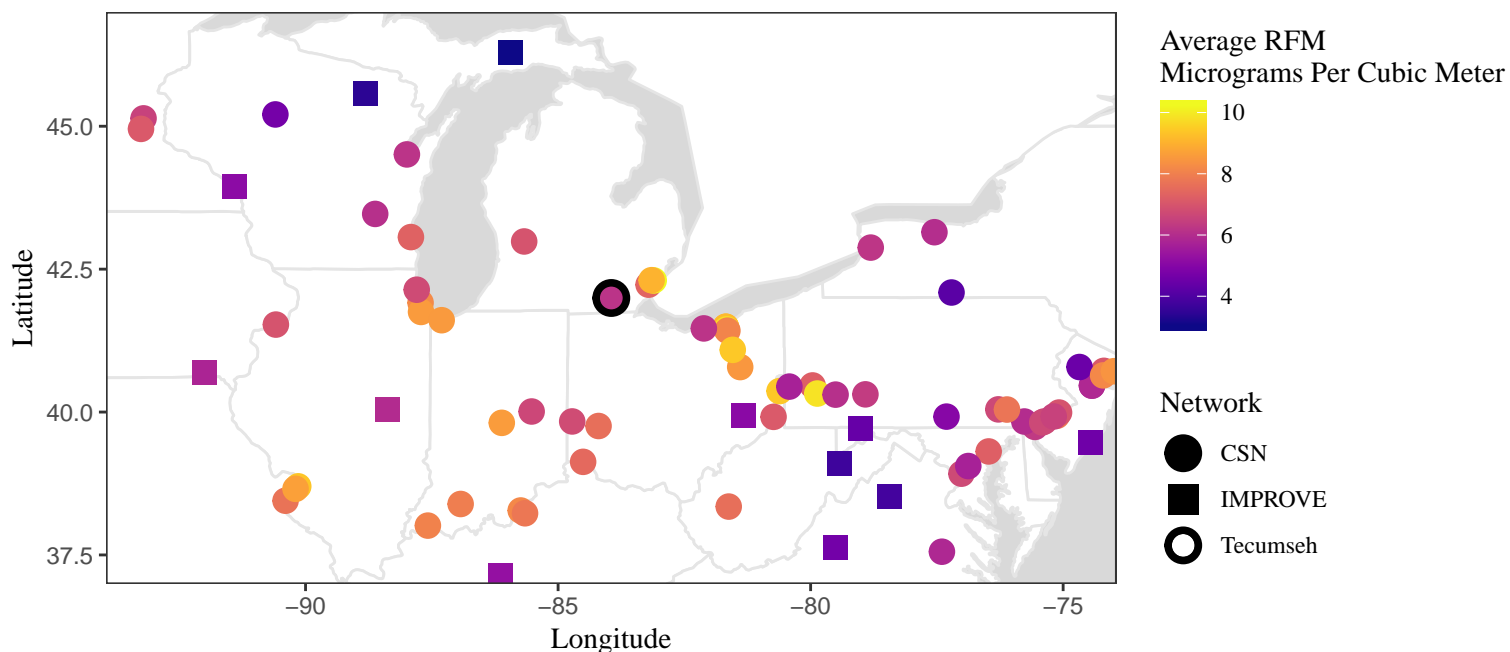 Average RFM
Micrograms Per Cubic Meter
10
8
6
4
Network
CSN
IMPROVE
Tecumseh
Latitude
45.0
42.5
40.0
37.5
−90
−85
−80
−75
Longitude